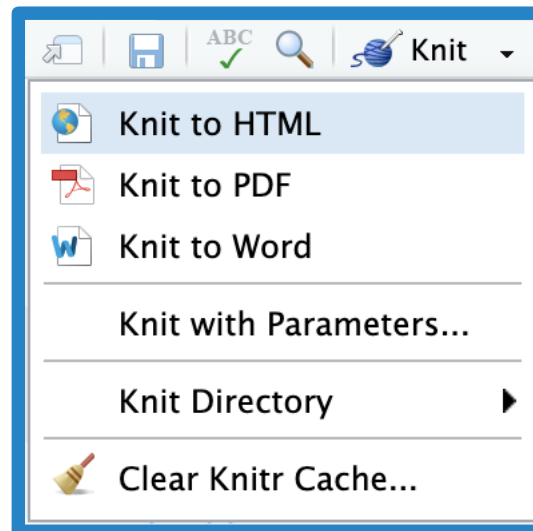 ABC Knit
Knit to HTML
Knit to PDF
W Knit to Word
Knit with Parameters...
Knit Directory
Clear Knitr Cache...